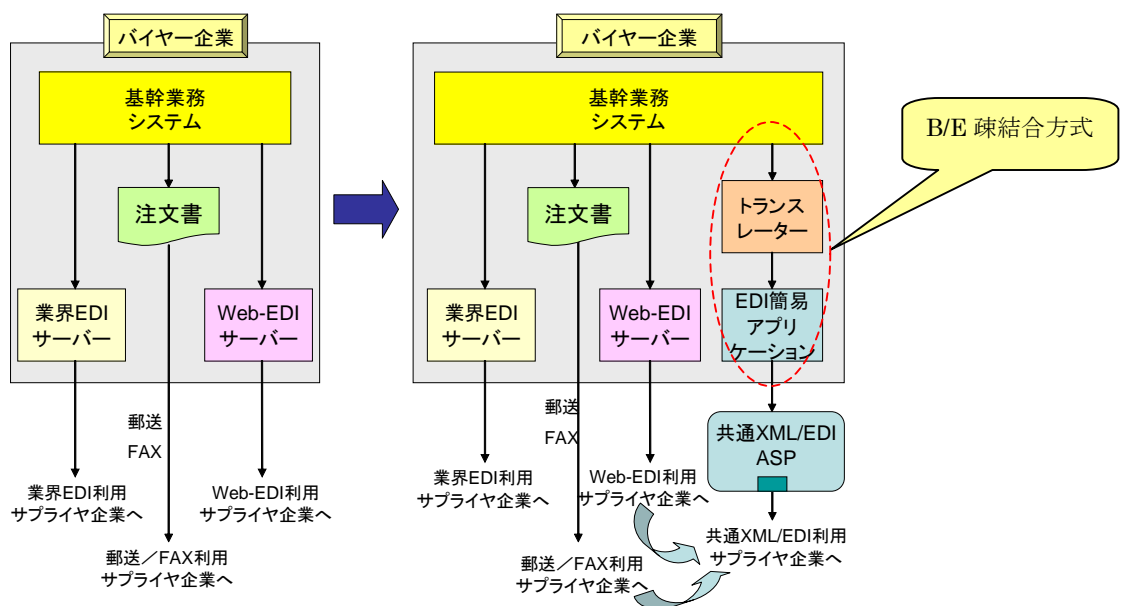 バイヤー企業
基幹業務
システム
注文書
業界EDI
サーバー
Web-EDI
サーバー
郵送
FAX
業界EDI利用
サプライヤ企業へ
Web-EDI利用
サプライヤ企業へ
郵送／FAX利用
サプライヤ企業へ
バイヤー企業
基幹業務
システム
B/E 疎結合方式
注文書
トランス
レーター
業界EDI
サーバー
Web-EDI
サーバー
EDI簡易
アプリ
ケーション
郵送
FAX
共通XML/EDI
ASP
業界EDI利用
サプライヤ企業へ
Web-EDI利用
サプライヤ企業へ
共通XML/EDI利用
サプライヤ企業へ
郵送／FAX利用
サプライヤ企業へ